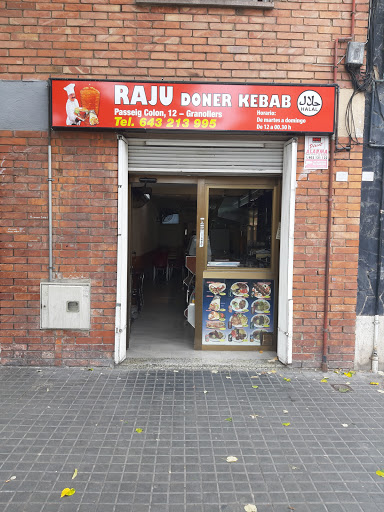 RAJU DONER KEBAB
Passeig Colon, 12 – Granollers
Tel. 643 213 995
Horario:
De martes a domingo
De 12 a 00.30 h
حلال
HALAL